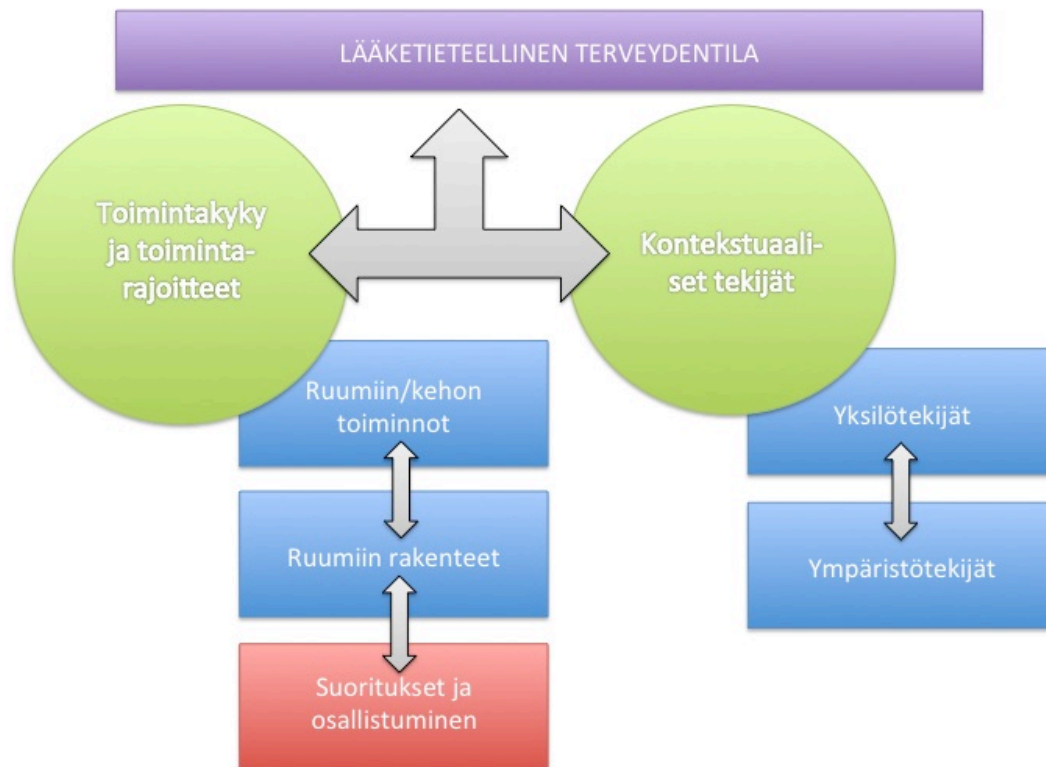 LÄÄKETIETEELLINEN TERVEYDENTILA
Toimintakyky
ja toiminta-
rajoitteet
Kontekstuaali-
set tekijät
Ruumiin/kehon
toiminnot
Ruumiin rakenteet
Suoritukset ja
osallistuminen
Yksilötekijät
Ympäristötekijät